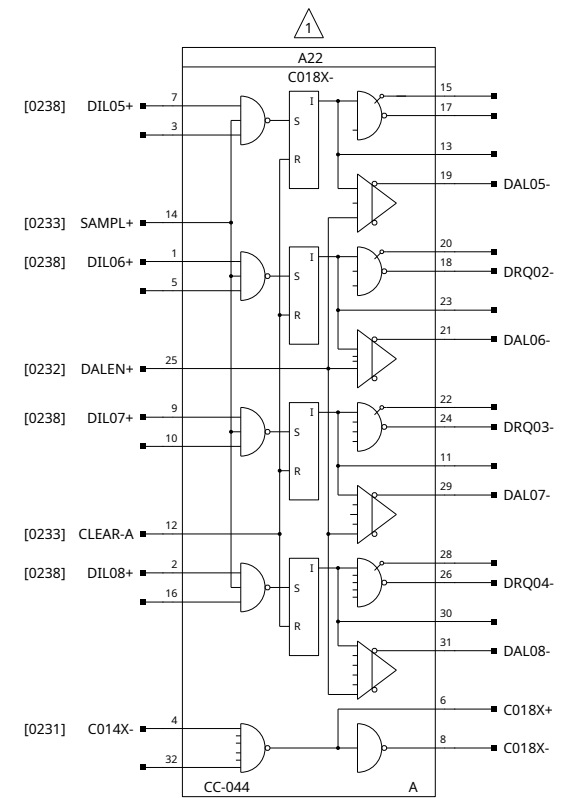 1
A22
C018X-
[0238] DIL05+ 7
I
15
17
S
3
13
R
19 DAL05-
[0233] SAMPL+ 14
[0238] DIL06+ 1
I
20
18 DRQ02-
S
5
23
R
21 DAL06-
[0232] DALEN+ 25
[0238] DIL07+ 9
I
22
24 DRQ03-
S
10
11
R
29 DAL07-
[0233] CLEAR-A 12
[0238] DIL08+ 2
I
28
26 DRQ04-
S
16
30
R
31 DAL08-
6 C018X+
[0231] C014X- 4
8 C018X-
32
CC-044 A